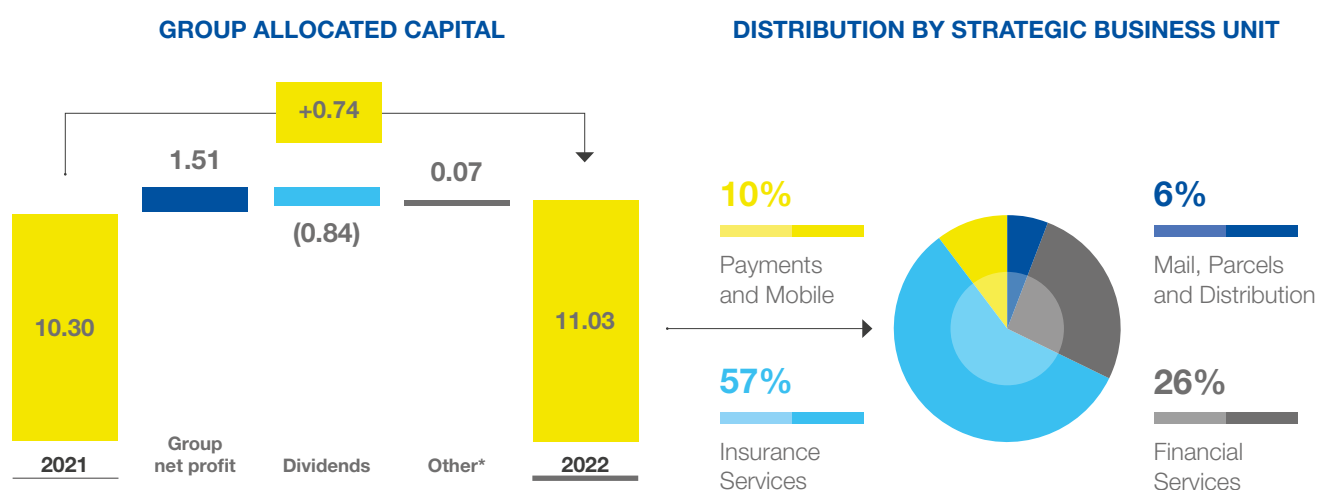 GROUP ALLOCATED CAPITAL
+0.74
1.51
0.07
(0.84)
10.30
11.03
2021
Group
net profit
Dividends
Other*
2022
DISTRIBUTION BY STRATEGIC BUSINESS UNIT
10%
Payments
and Mobile
6%
Mail, Parcels
and Distribution
57%
Insurance
Services
26%
Financial
Services